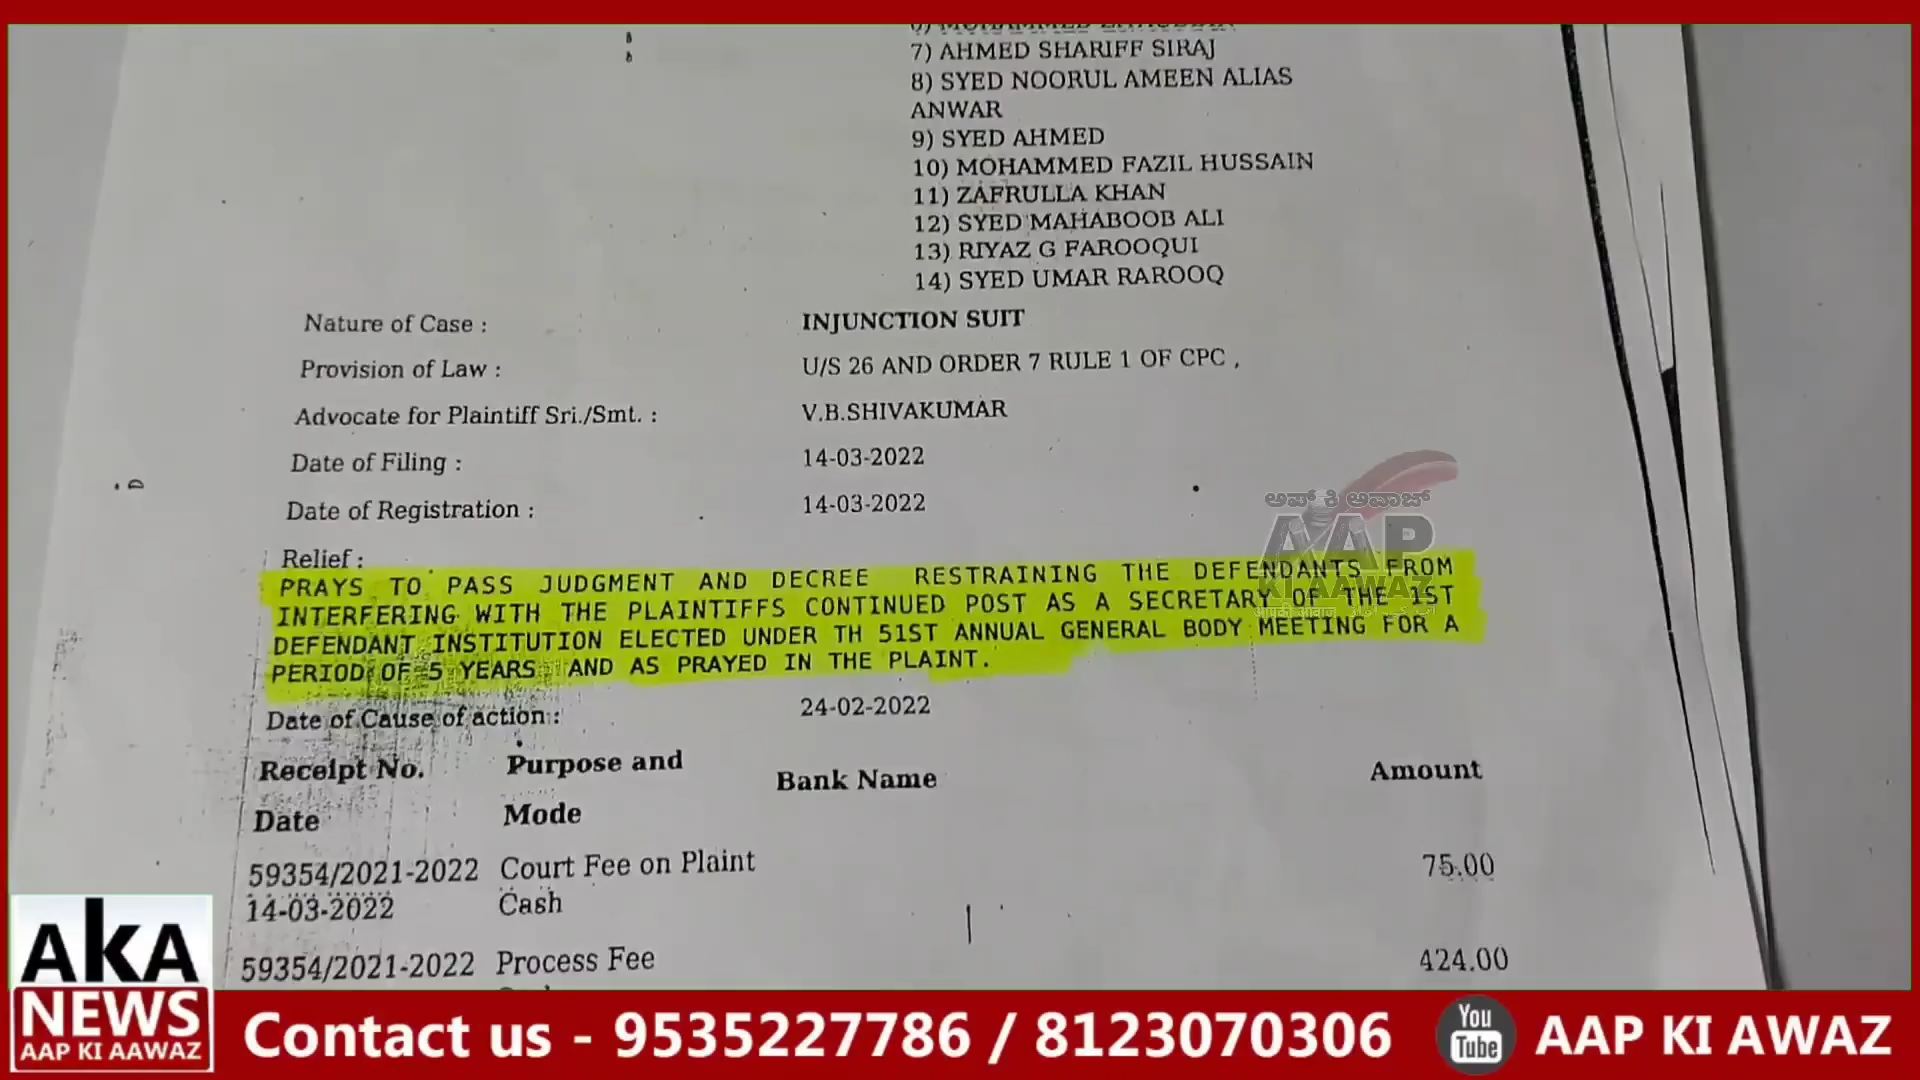 7) AHMED SHARIFF SIRAJ
8) SYED NOORUL AMEEN ALIAS
ANWAR
9) SYED AHMED
10) MOHAMMED FAZIL HUSSAIN
11) ZAFRULLA KHAN
12) SYED MAHABOOB ALI
13) RIYAZ G FAROOQUI
14) SYED UMAR RAROOQ
Nature of Case : INJUNCTION SUIT
Provision of Law : U/S 26 AND ORDER 7 RULE 1 OF CPC ,
Advocate for Plaintiff Sri./Smt. : V.B.SHIVAKUMAR
Date of Filing : 14-03-2022
Date of Registration : 14-03-2022
Relief :
PRAYS TO PASS JUDGMENT AND DECREE RESTRAINING THE DEFENDANTS FROM
INTERFERING WITH THE PLAINTIFFS CONTINUED POST AS A SECRETARY OF THE 1ST
DEFENDANT INSTITUTION ELECTED UNDER TH 51ST ANNUAL GENERAL BODY MEETING FOR A
PERIOD OF 5 YEARS AND AS PRAYED IN THE PLAINT.
Date of Cause of action : 24-02-2022
Receipt No. Purpose and Bank Name Amount
Date Mode
59354/2021-2022 Court Fee on Plaint 75.00
14-03-2022 Cash
59354/2021-2022 Process Fee 424.00
ಅಪ್ ಕಿ ಅವಾಜ್
AAP
KI AAWAZ
AKA
NEWS
AAP KI AAWAZ
Contact us - 9535227786 / 8123070306
You
Tube
AAP KI AWAZ